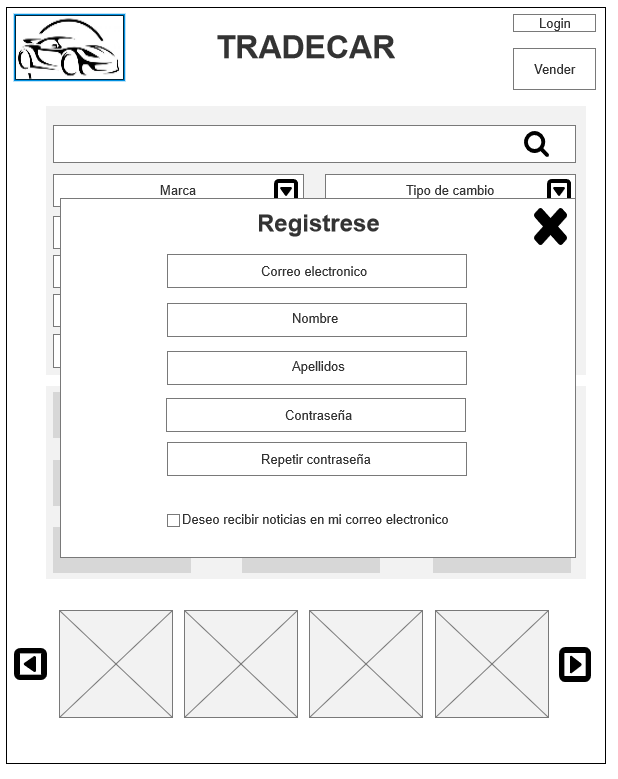 Login
TRADECAR
Vender
Marca
Tipo de cambio
Registrese
Correo electronico
Nombre
Apellidos
Contraseña
Repetir contraseña
Deseo recibir noticias en mi correo electronico